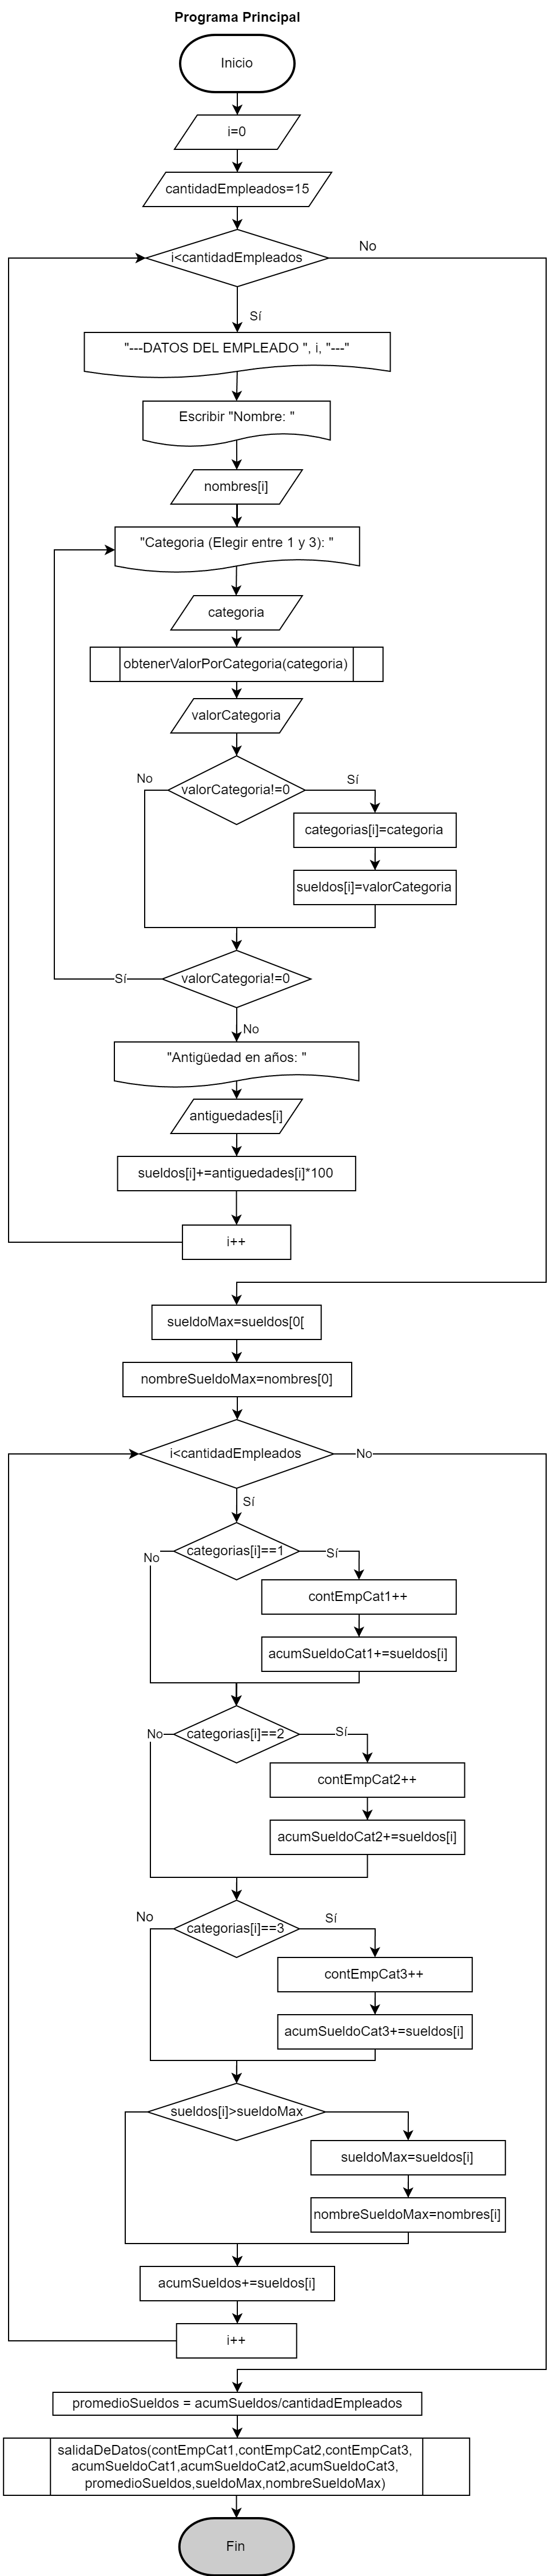 Programa Principal
Inicio
i=0
cantidadEmpleados=15
i<cantidadEmpleados
No
Sí
"---DATOS DEL EMPLEADO ", i, "---"
Escribir "Nombre: "
nombres[i]
"Categoria (Elegir entre 1 y 3): "
categoria
obtenerValorPorCategoria(categoria)
valorCategoria
valorCategoria!=0
No
Sí
categorias[i]=categoria
sueldos[i]=valorCategoria
valorCategoria!=0
Sí
No
"Antigüedad en años: "
antiguedades[i]
sueldos[i]+=antiguedades[i]*100
i++
sueldoMax=sueldos[0[
nombreSueldoMax=nombres[0]
i<cantidadEmpleados
No
Sí
categorias[i]==1
No
Sí
contEmpCat1++
acumSueldoCat1+=sueldos[i]
categorias[i]==2
No
Sí
contEmpCat2++
acumSueldoCat2+=sueldos[i]
categorias[i]==3
No
Sí
contEmpCat3++
acumSueldoCat3+=sueldos[i]
sueldos[i]>sueldoMax
sueldoMax=sueldos[i]
nombreSueldoMax=nombres[i]
acumSueldos+=sueldos[i]
i++
promedioSueldos = acumSueldos/cantidadEmpleados
salidaDeDatos(contEmpCat1,contEmpCat2,contEmpCat3,
acumSueldoCat1,acumSueldoCat2,acumSueldoCat3,
promedioSueldos,sueldoMax,nombreSueldoMax)
Fin